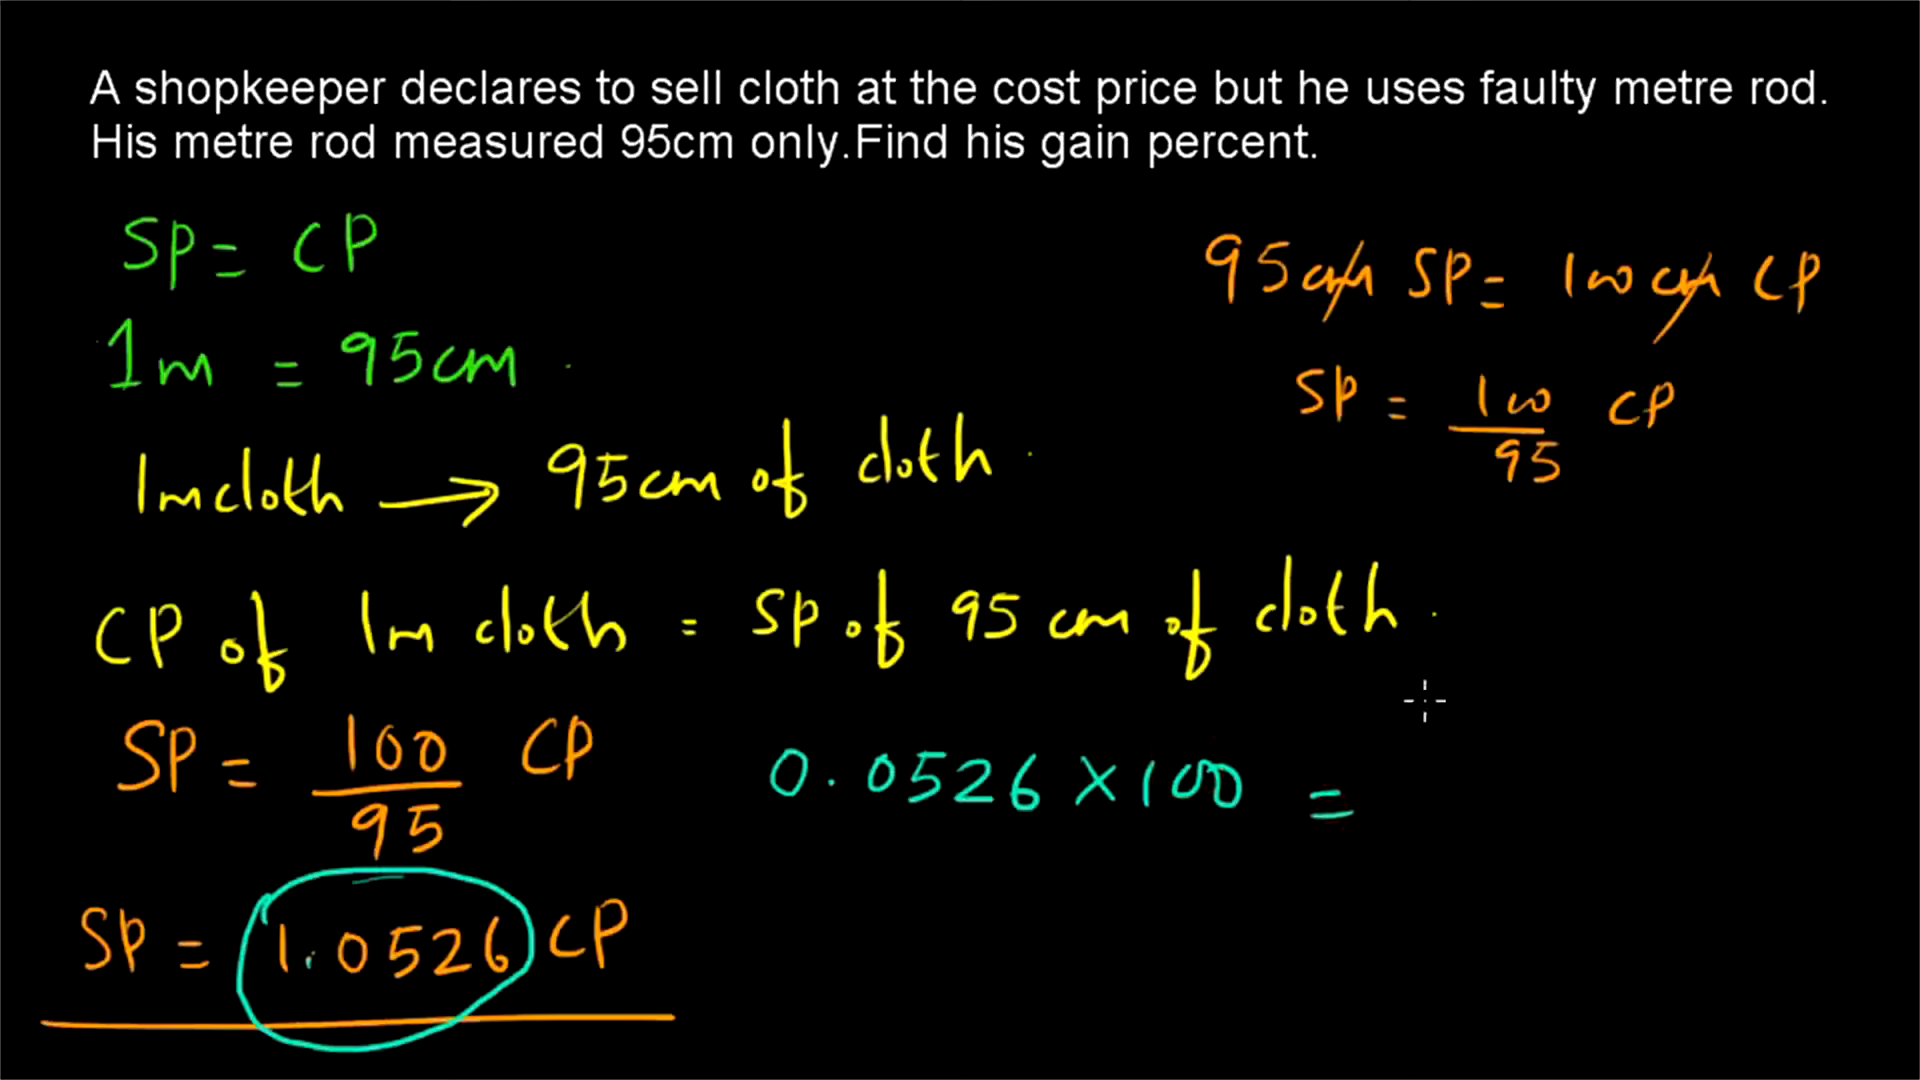 A shopkeeper declares to sell cloth at the cost price but he uses faulty metre rod.
His metre rod measured 95cm only.Find his gain percent.
SP = CP
1m = 95cm.
1m cloth → 95cm of cloth.
CP of 1m cloth = SP of 95 cm of cloth.
SP = 100/95 CP
SP = 1.0526 CP
95cm SP = 100 cm CP
SP = 100/95 CP
0.0526 × 100 =